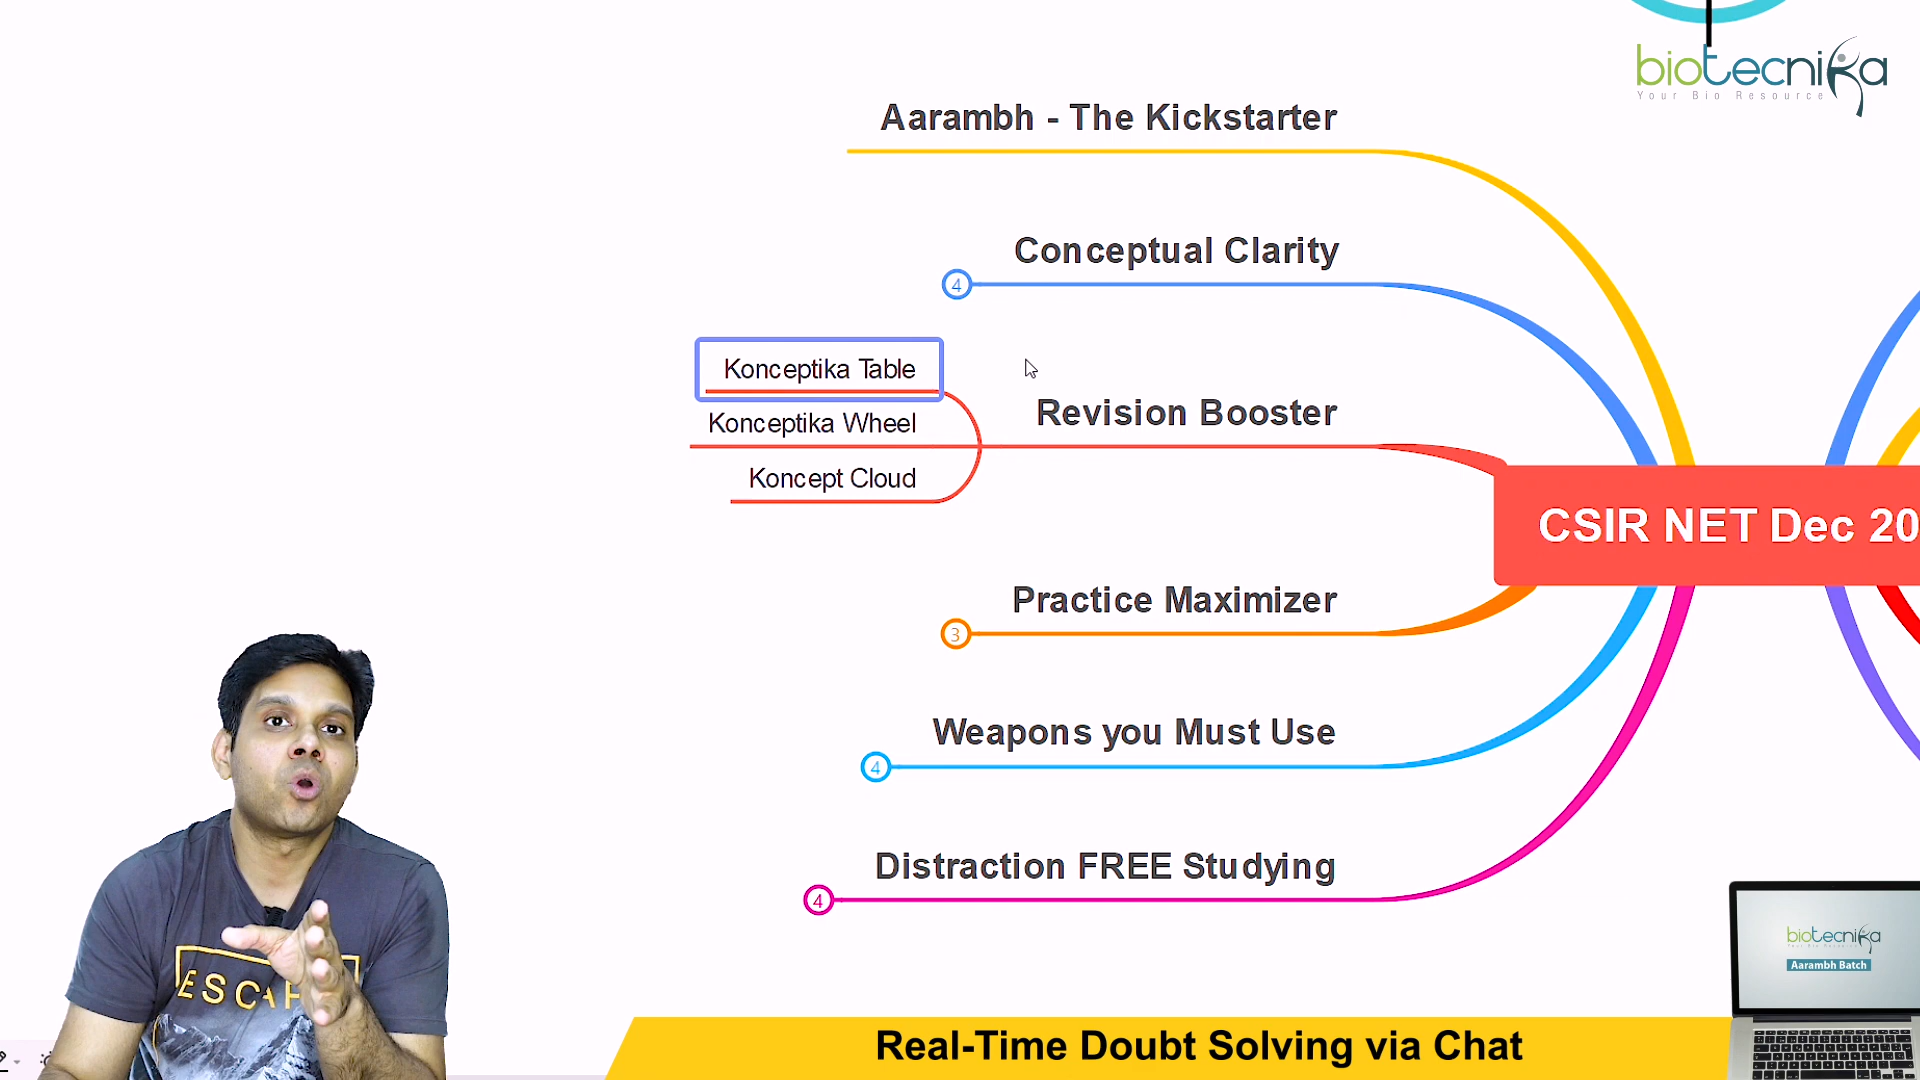 biotecnika
Your Bio Resource
Aarambh - The Kickstarter
Conceptual Clarity
4
Konceptika Table
Konceptika Wheel
Koncept Cloud
Revision Booster
CSIR NET Dec 20
Practice Maximizer
3
Weapons you Must Use
4
Distraction FREE Studying
4
ESCAP
biotecnika
Aarambh Batch
Real-Time Doubt Solving via Chat